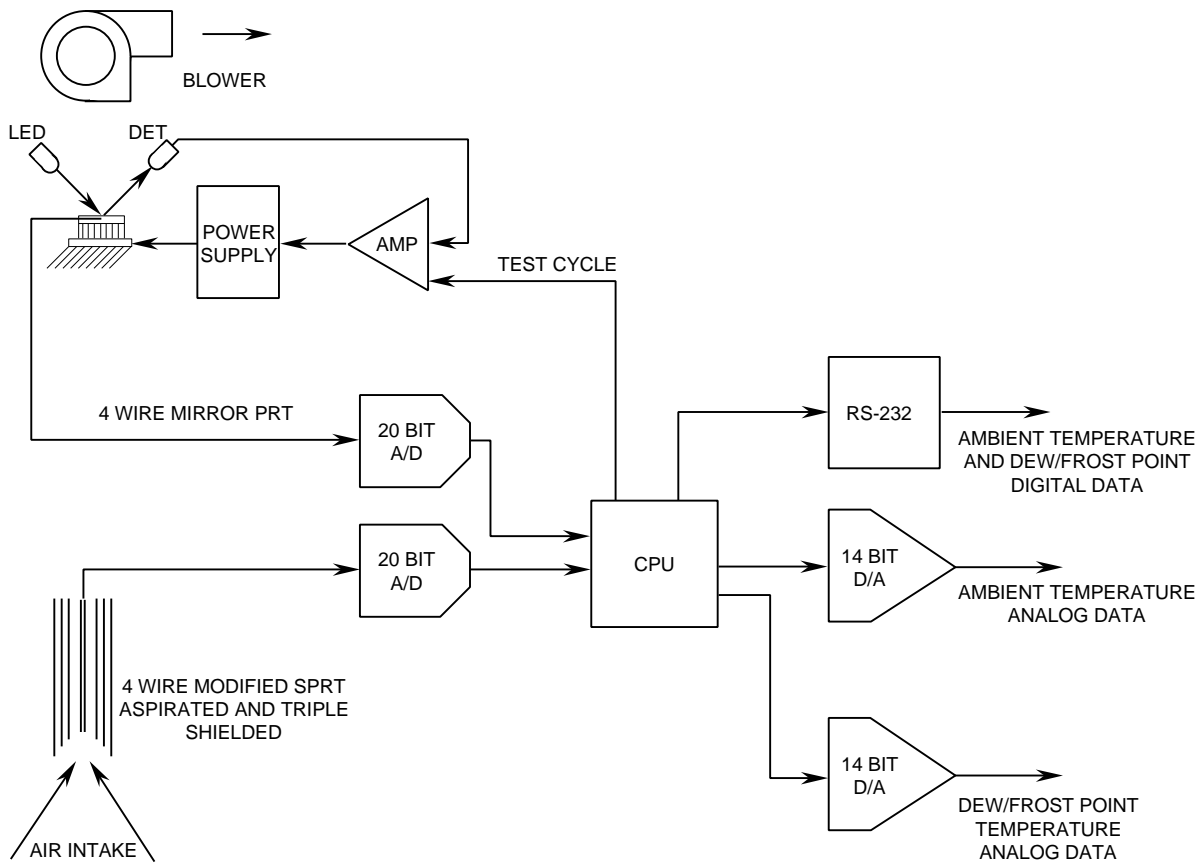 BLOWER
LED
DET
POWER
SUPPLY
AMP
TEST CYCLE
4 WIRE MIRROR PRT
20 BIT
A/D
RS-232
AMBIENT TEMPERATURE
AND DEW/FROST POINT
DIGITAL DATA
20 BIT
A/D
CPU
14 BIT
D/A
AMBIENT TEMPERATURE
ANALOG DATA
4 WIRE MODIFIED SPRT
ASPIRATED AND TRIPLE
SHIELDED
14 BIT
D/A
DEW/FROST POINT
TEMPERATURE
ANALOG DATA
AIR INTAKE